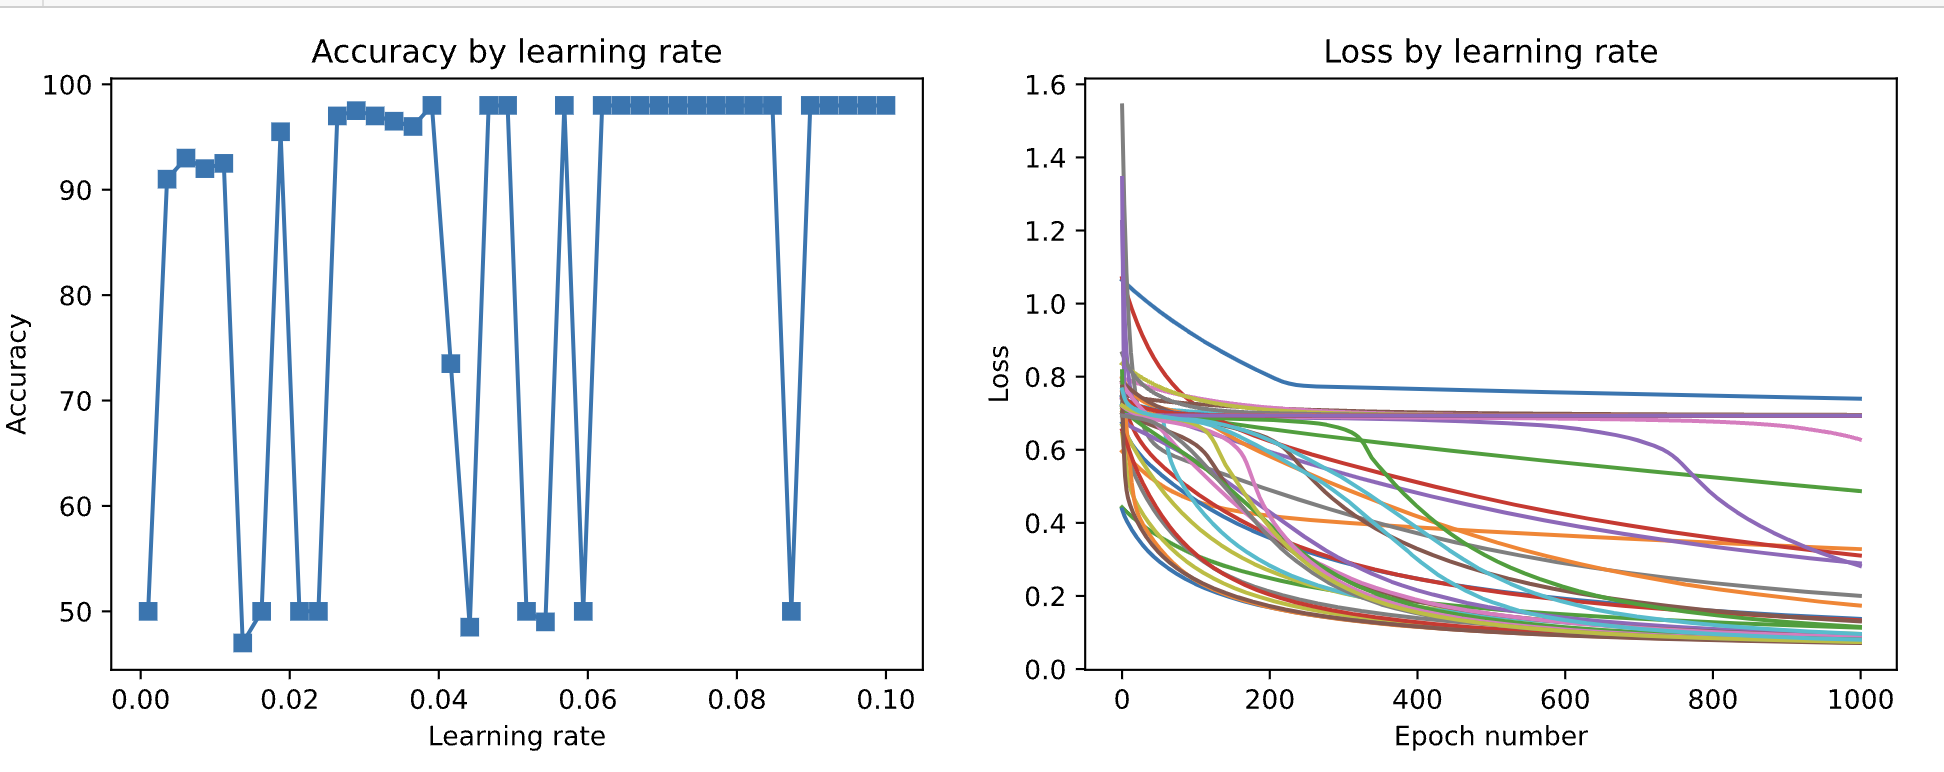 Accuracy by learning rate
100
90
80
70
60
50
Accuracy
0.00 0.02 0.04 0.06 0.08 0.10
Learning rate
Loss by learning rate
1.6
1.4
1.2
1.0
0.8
0.6
0.4
0.2
0.0
Loss
0 200 400 600 800 1000
Epoch number